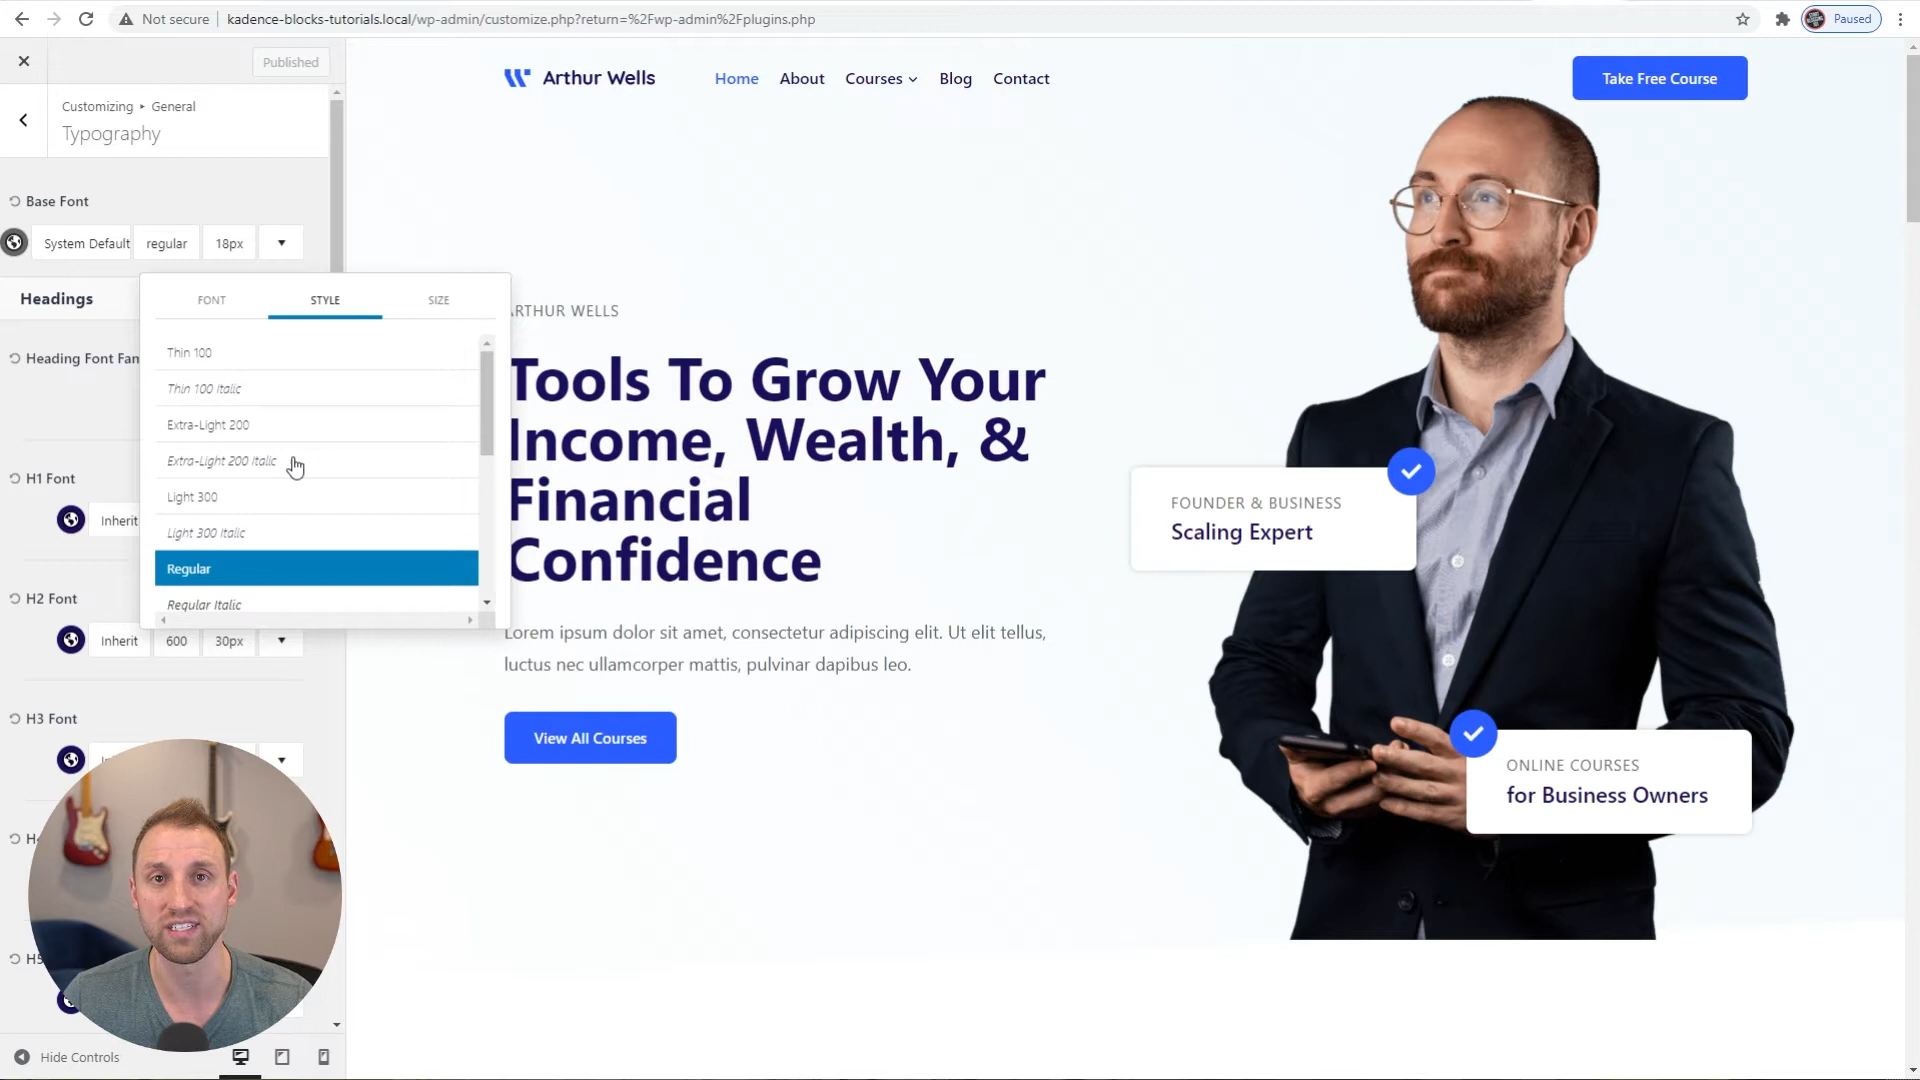 Not secure
kadence-blocks-tutorials.local/wp-admin/customize.php?return=%2Fwp-admin%2Fplugins.php
Paused
Published
Customizing ▸ General
Typography
Base Font
System Default
regular
18px
Headings
FONT
STYLE
SIZE
Thin 100
Thin 100 Italic
Extra-Light 200
Extra-Light 200 Italic
Light 300
Light 300 Italic
Regular
Regular Italic
Heading Font Fam
H1 Font
Inherit
H2 Font
Inherit
600
30px
H3 Font
Hide Controls
Arthur Wells
Home
About
Courses
Blog
Contact
Take Free Course
ARTHUR WELLS
Tools To Grow Your
Income, Wealth, &
Financial
Confidence
Lorem ipsum dolor sit amet, consectetur adipiscing elit. Ut elit tellus,
luctus nec ullamcorper mattis, pulvinar dapibus leo.
View All Courses
FOUNDER & BUSINESS
Scaling Expert
ONLINE COURSES
for Business Owners